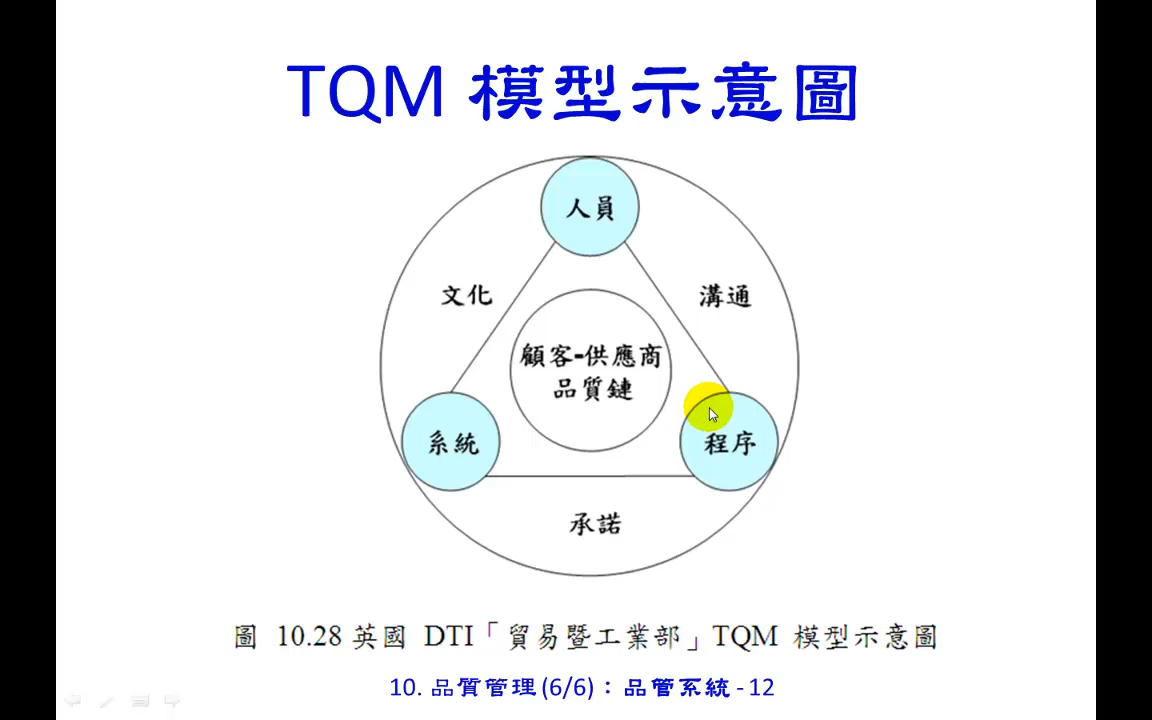 TQM 模型示意圖
人員
文化
溝通
顧客-供應商
品質鏈
系統
程序
承諾
圖 10.28 英國 DTI「貿易暨工業部」TQM 模型示意圖
10. 品質管理 (6/6)：品管系統 - 12